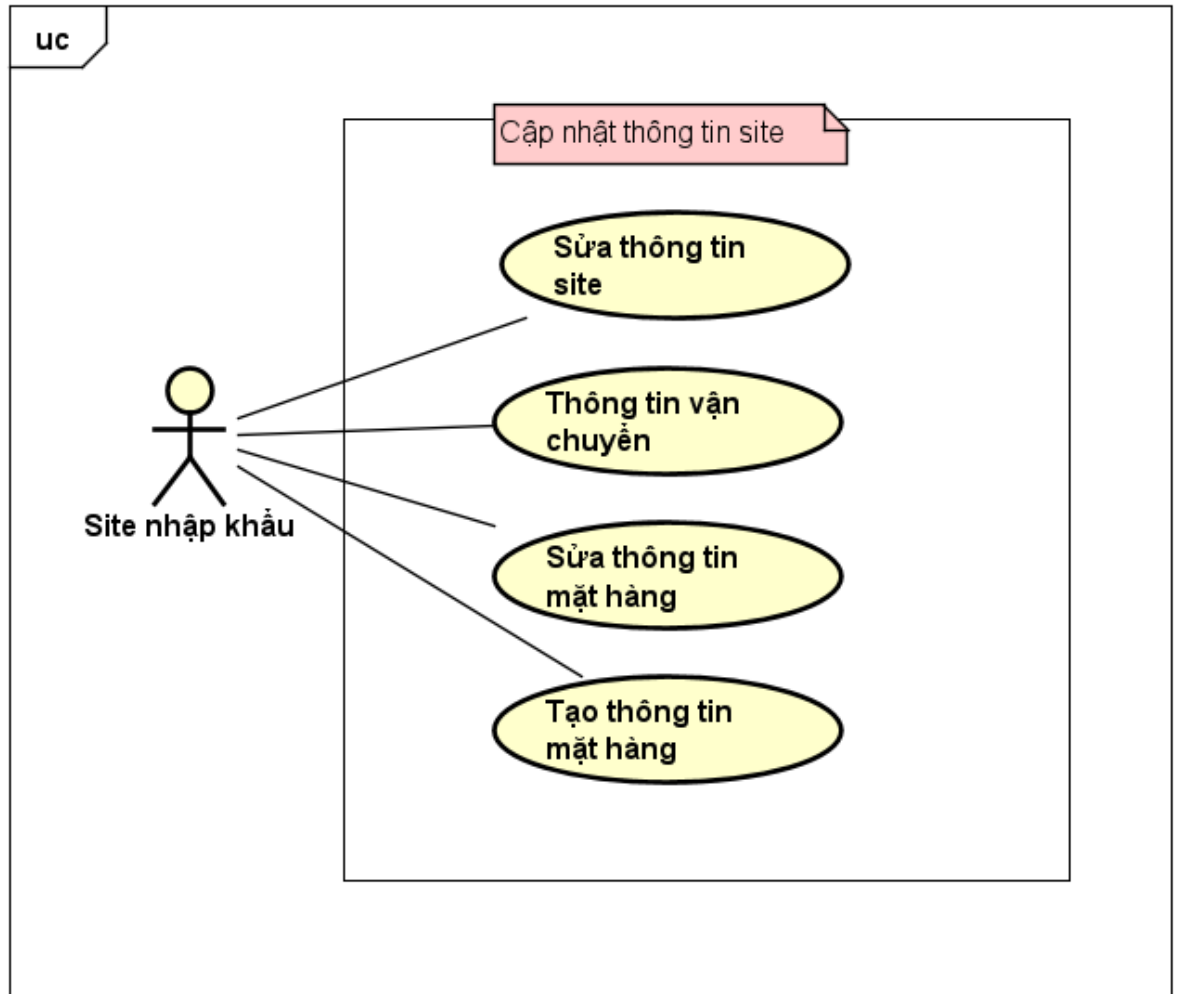 uc
Cập nhật thông tin site
Sửa thông tin
site
Thông tin vận
chuyển
Site nhập khẩu
Sửa thông tin
mặt hàng
Tạo thông tin
mặt hàng